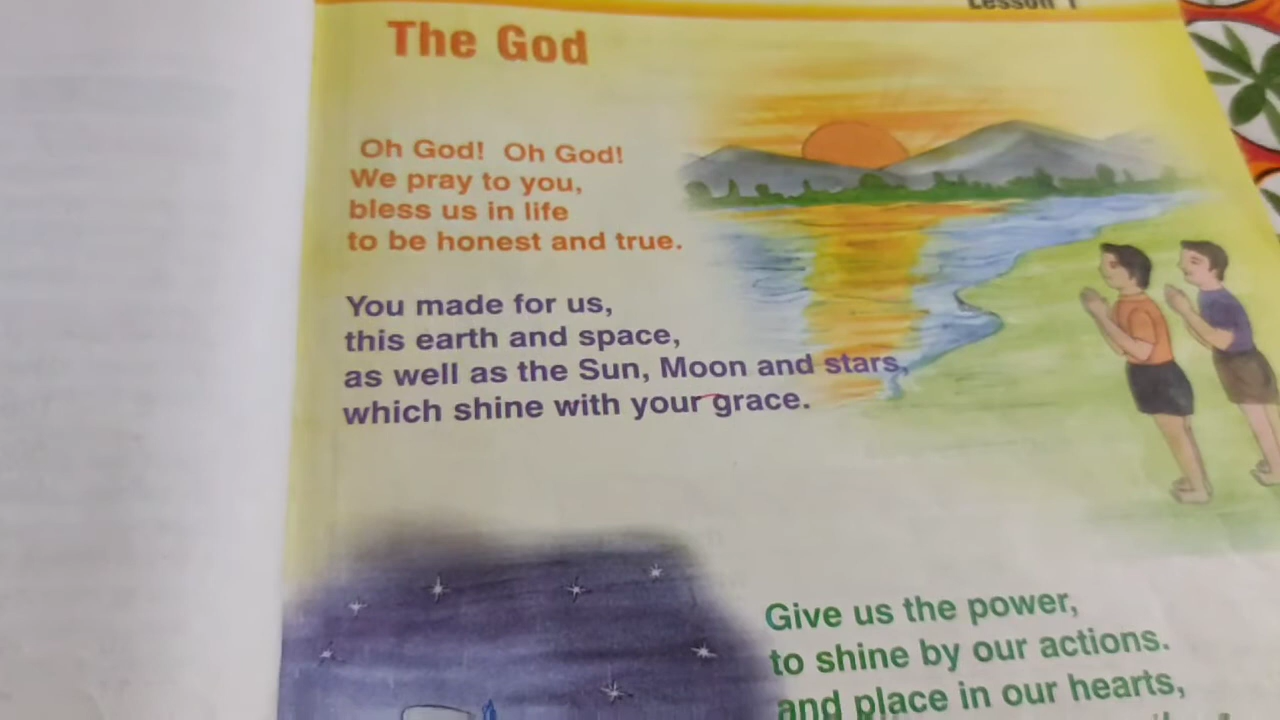 Lesson 1
The God
Oh God! Oh God!
We pray to you,
bless us in life
to be honest and true.
You made for us,
this earth and space,
as well as the Sun, Moon and stars,
which shine with your grace.
Give us the power,
to shine by our actions.
and place in our hearts,